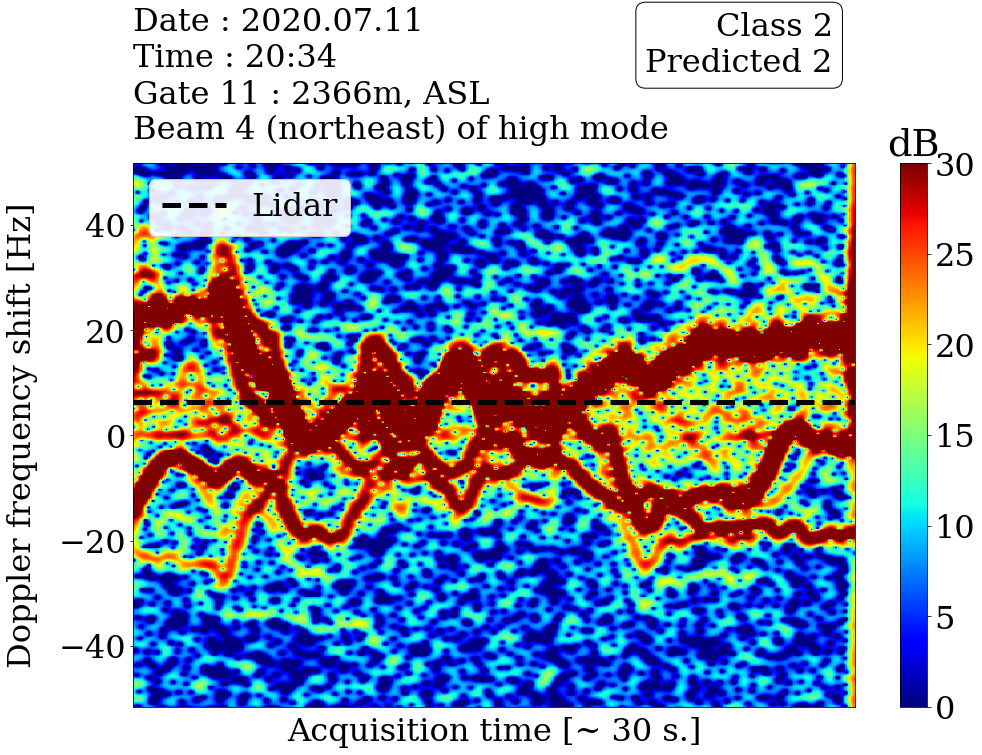 Date : 2020.07.11
Time : 20:34
Gate 11 : 2366m, ASL
Beam 4 (northeast) of high mode
Class 2
Predicted 2
dB
Lidar
Doppler frequency shift [Hz]
40
20
0
−20
−40
30
25
20
15
10
5
0
Acquisition time [~ 30 s.]